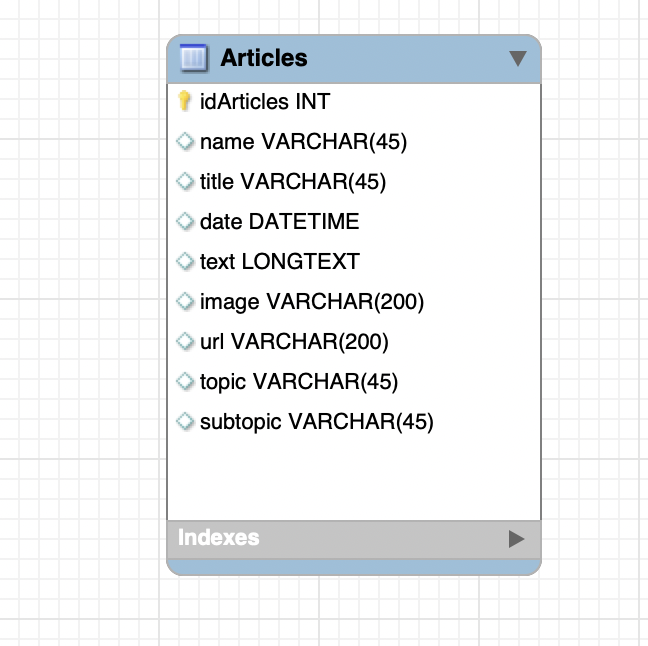 Articles
idArticles INT
name VARCHAR(45)
title VARCHAR(45)
date DATETIME
text LONGTEXT
image VARCHAR(200)
url VARCHAR(200)
topic VARCHAR(45)
subtopic VARCHAR(45)
Indexes